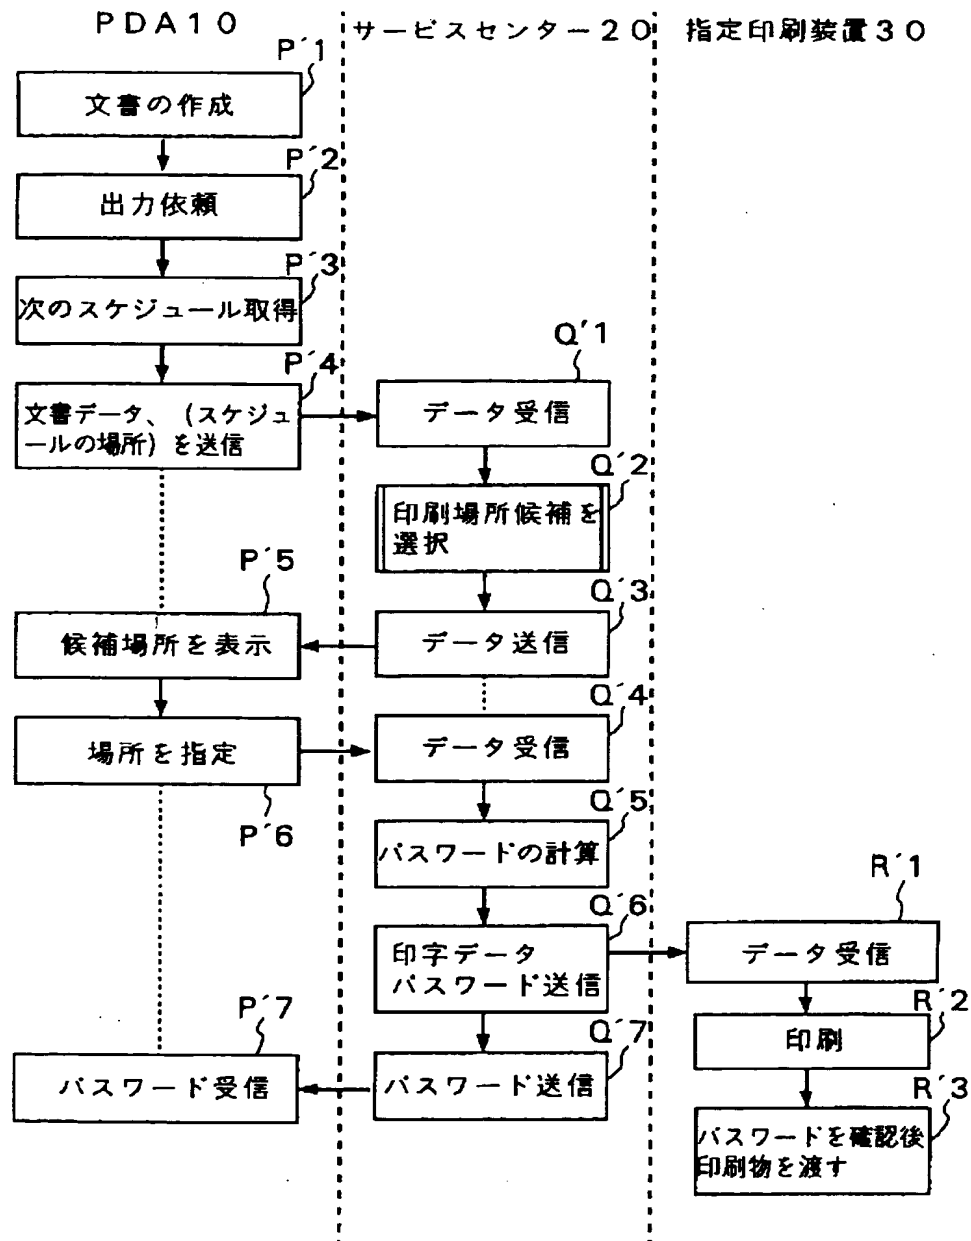 PDA10
サービスセンター20
指定印刷装置30
P´1
文書の作成
P´2
出力依頼
P´3
次のスケジュール取得
P´4
文書データ、（スケジュ
ールの場所）を送信
Q´1
データ受信
Q´2
印刷場所候補を
選択
P´5
候補場所を表示
Q´3
データ送信
場所を指定
P´6
Q´4
データ受信
Q´5
パスワードの計算
Q´6
印字データ
パスワード送信
R´1
データ受信
R´2
印刷
P´7
パスワード受信
Q´7
パスワード送信
R´3
パスワードを確認後
印刷物を渡す